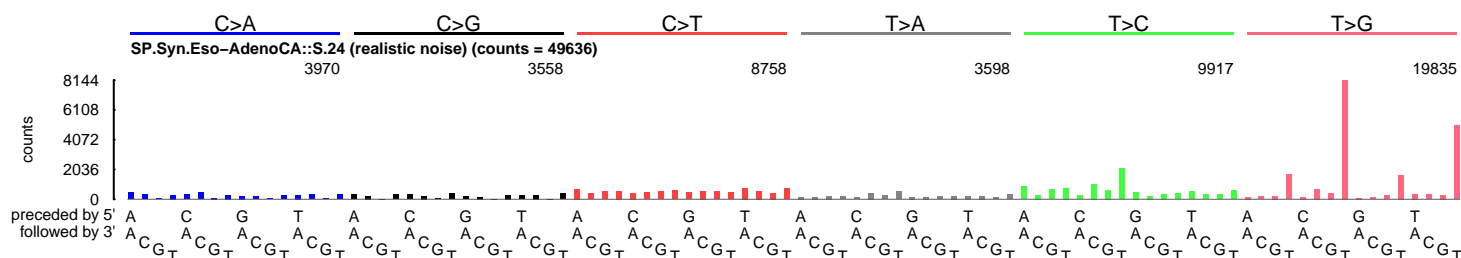 C>A C>G C>T T>A T>C T>G
SP.Syn.Eso–AdenoCA::S.24 (realistic noise) (counts = 49636)
3970 3558 8758 3598 9917 19835
8144
6108
4072
2036
0
counts
preceded by 5' A C G T A C G T A C G T A C G T A C G T A C G T
followed by 3' A C G T A C G T A C G T A C G T A C G T A C G T A C G T A C G T A C G T A C G T A C G T A C G T A C G T A C G T A C G T A C G T A C G T A C G T A C G T A C G T A C G T A C G T A C G T A C G T